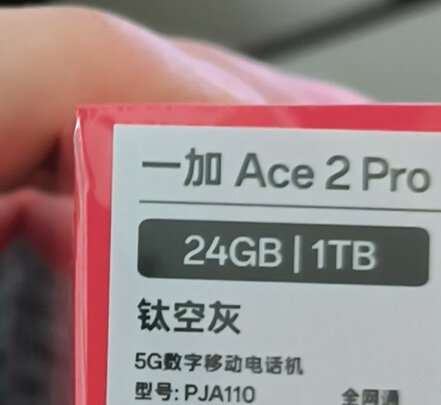 一加 Ace 2 Pro
24GB | 1TB
钛空灰
5G数字移动电话机
型号: PJA110 全网通